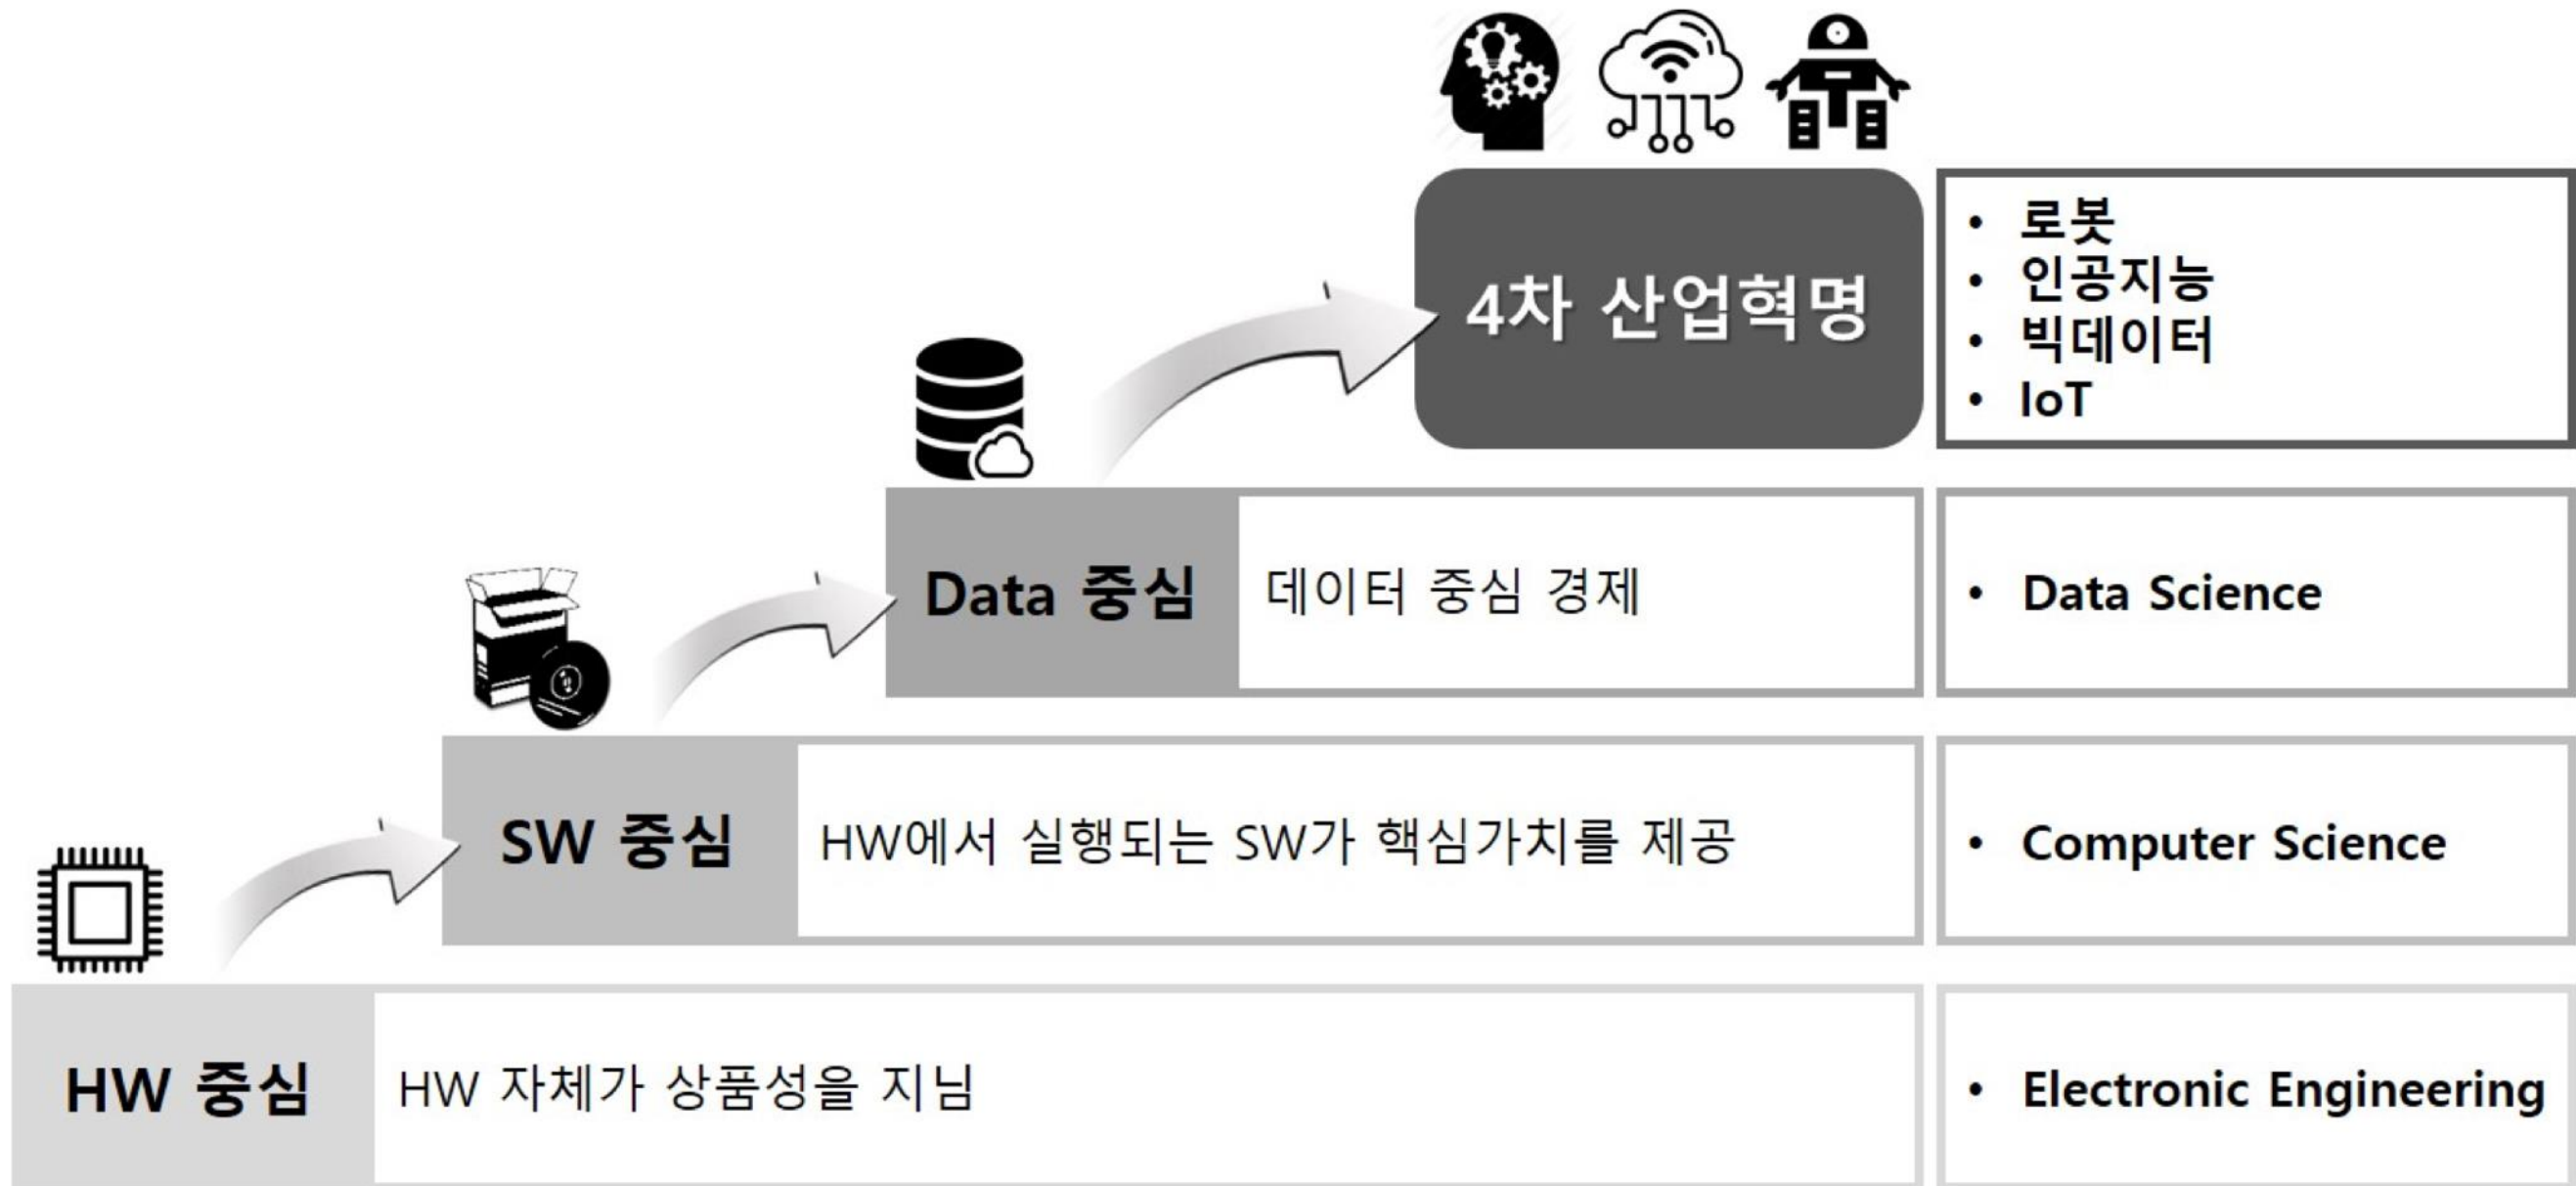 4차 산업혁명
• 로봇
• 인공지능
• 빅데이터
• IoT
Data 중심
데이터 중심 경제
• Data Science
SW 중심
HW에서 실행되는 SW가 핵심가치를 제공
• Computer Science
HW 중심
HW 자체가 상품성을 지님
• Electronic Engineering